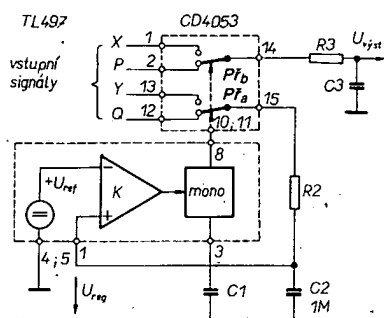 TL497
CD4053
vstupní
signály
X 1
P 2
Y 13
Q 12
Přb
Přa
14
15
10; 11
R3
Uvýst
C3
8
+Uref
K
mono
R2
4; 5
1
3
Ureg
C1
C2
1M